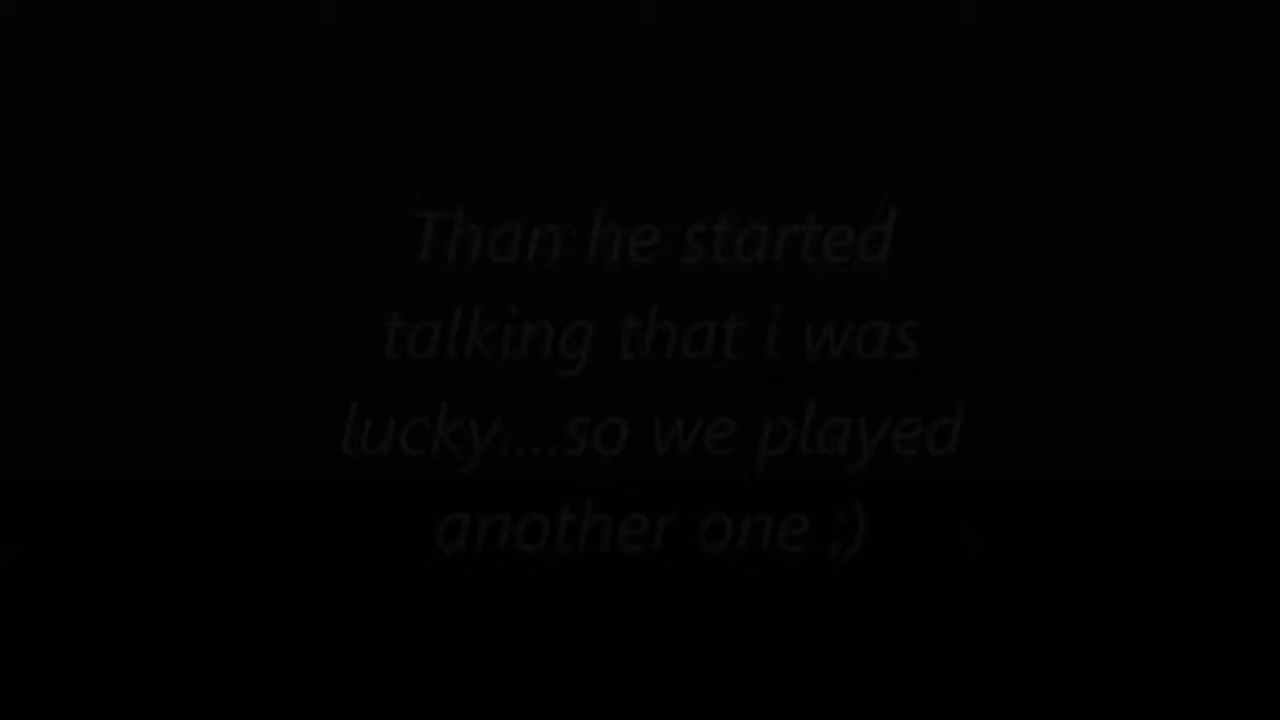 Than he started
talking that i was
lucky....so we played
another one ;)